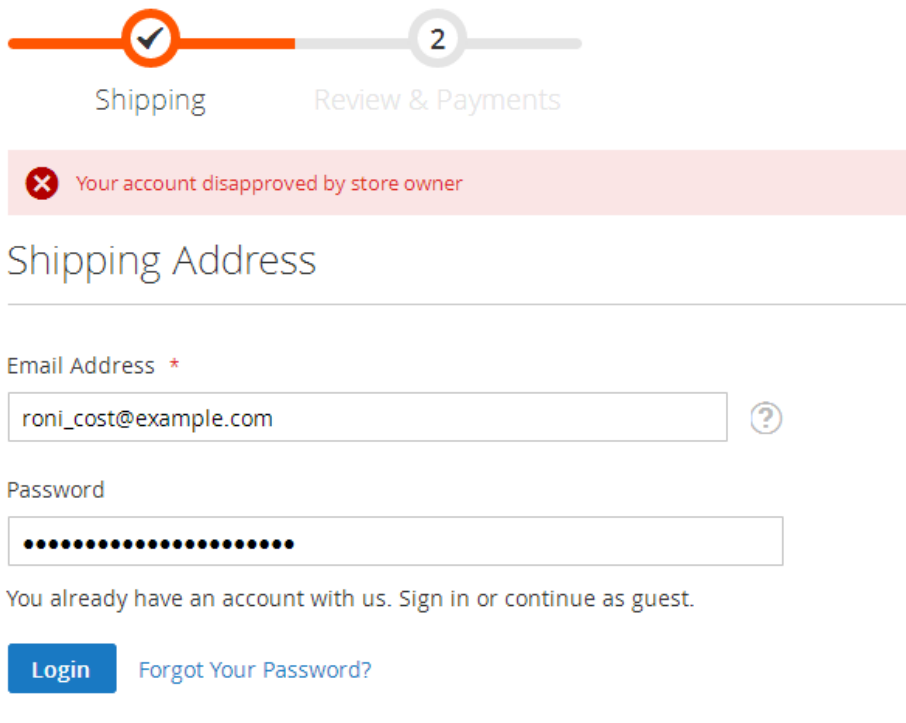 2
Shipping
Review & Payments
Your account disapproved by store owner
Shipping Address
Email Address *
roni_cost@example.com
?
Password
••••••••••••••••••••••
You already have an account with us. Sign in or continue as guest.
Login
Forgot Your Password?